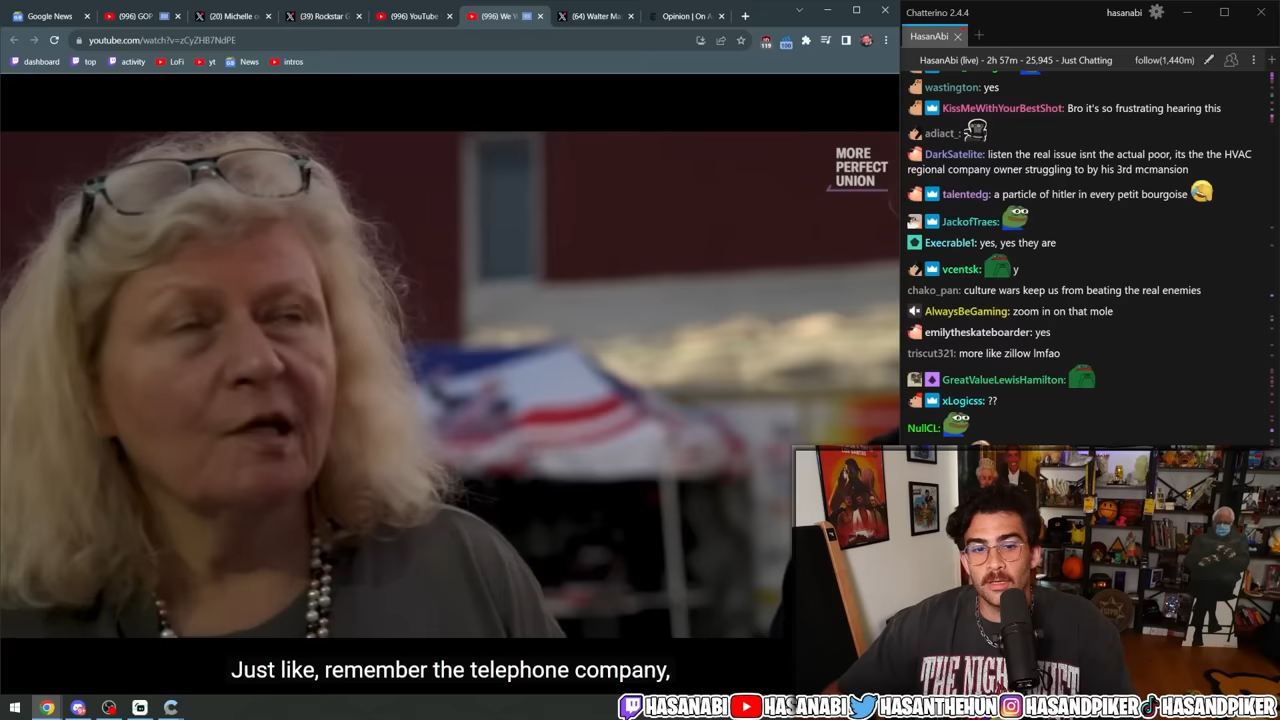 Google News
(996) GOP
(20) Michelle
(39) Rockstar G
(996) YouTube
(996) We
(64) Walter Ma
Opinion | On A
youtube.com/watch?v=zCyZHB7NdPE
119
100
dashboard
top
activity
LoFi
yt
News
intros
MORE
PERFECT
UNION
Just like, remember the telephone company,
Chatterino 2.4.4
hasanabi
HasanAbi
HasanAbi (live) - 2h 57m - 25,945 - Just Chatting
follow(1,440m)
wastington: yes
KissMeWithYourBestShot: Bro it's so frustrating hearing this
adiact_:
DarkSatelite: listen the real issue isnt the actual poor, its the the HVAC
regional company owner struggling to by his 3rd mcmansion
talentedg: a particle of hitler in every petit bourgoise
JackofTraes:
Execrable1: yes, yes they are
vcentsk: y
chako_pan: culture wars keep us from beating the real enemies
AlwaysBeGaming: zoom in on that mole
emilytheskateboarder: yes
triscut321: more like zillow lmfao
GreatValueLewisHamilton:
xLogicss: ??
NullCL:
THE NIGHT SHIFT
HASANABI
HASANABI
HASANTHEHUN
HASANDPIKER
HASANDPIKER